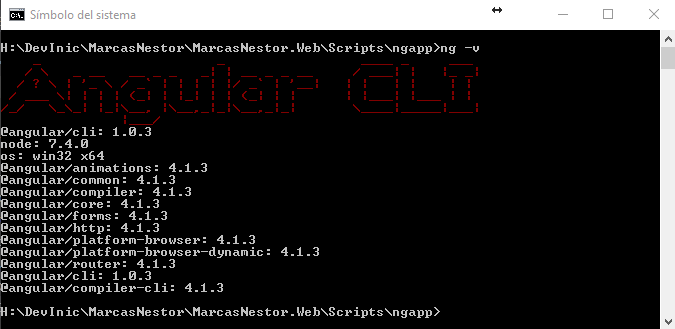 Símbolo del sistema
H:\DevInic\MarcasNestor\MarcasNestor.Web\Scripts\ngapp>ng -v
Angular CLI
@angular/cli: 1.0.3
node: 7.4.0
os: win32 x64
@angular/animations: 4.1.3
@angular/common: 4.1.3
@angular/compiler: 4.1.3
@angular/core: 4.1.3
@angular/forms: 4.1.3
@angular/http: 4.1.3
@angular/platform-browser: 4.1.3
@angular/platform-browser-dynamic: 4.1.3
@angular/router: 4.1.3
@angular/cli: 1.0.3
@angular/compiler-cli: 4.1.3
H:\DevInic\MarcasNestor\MarcasNestor.Web\Scripts\ngapp>